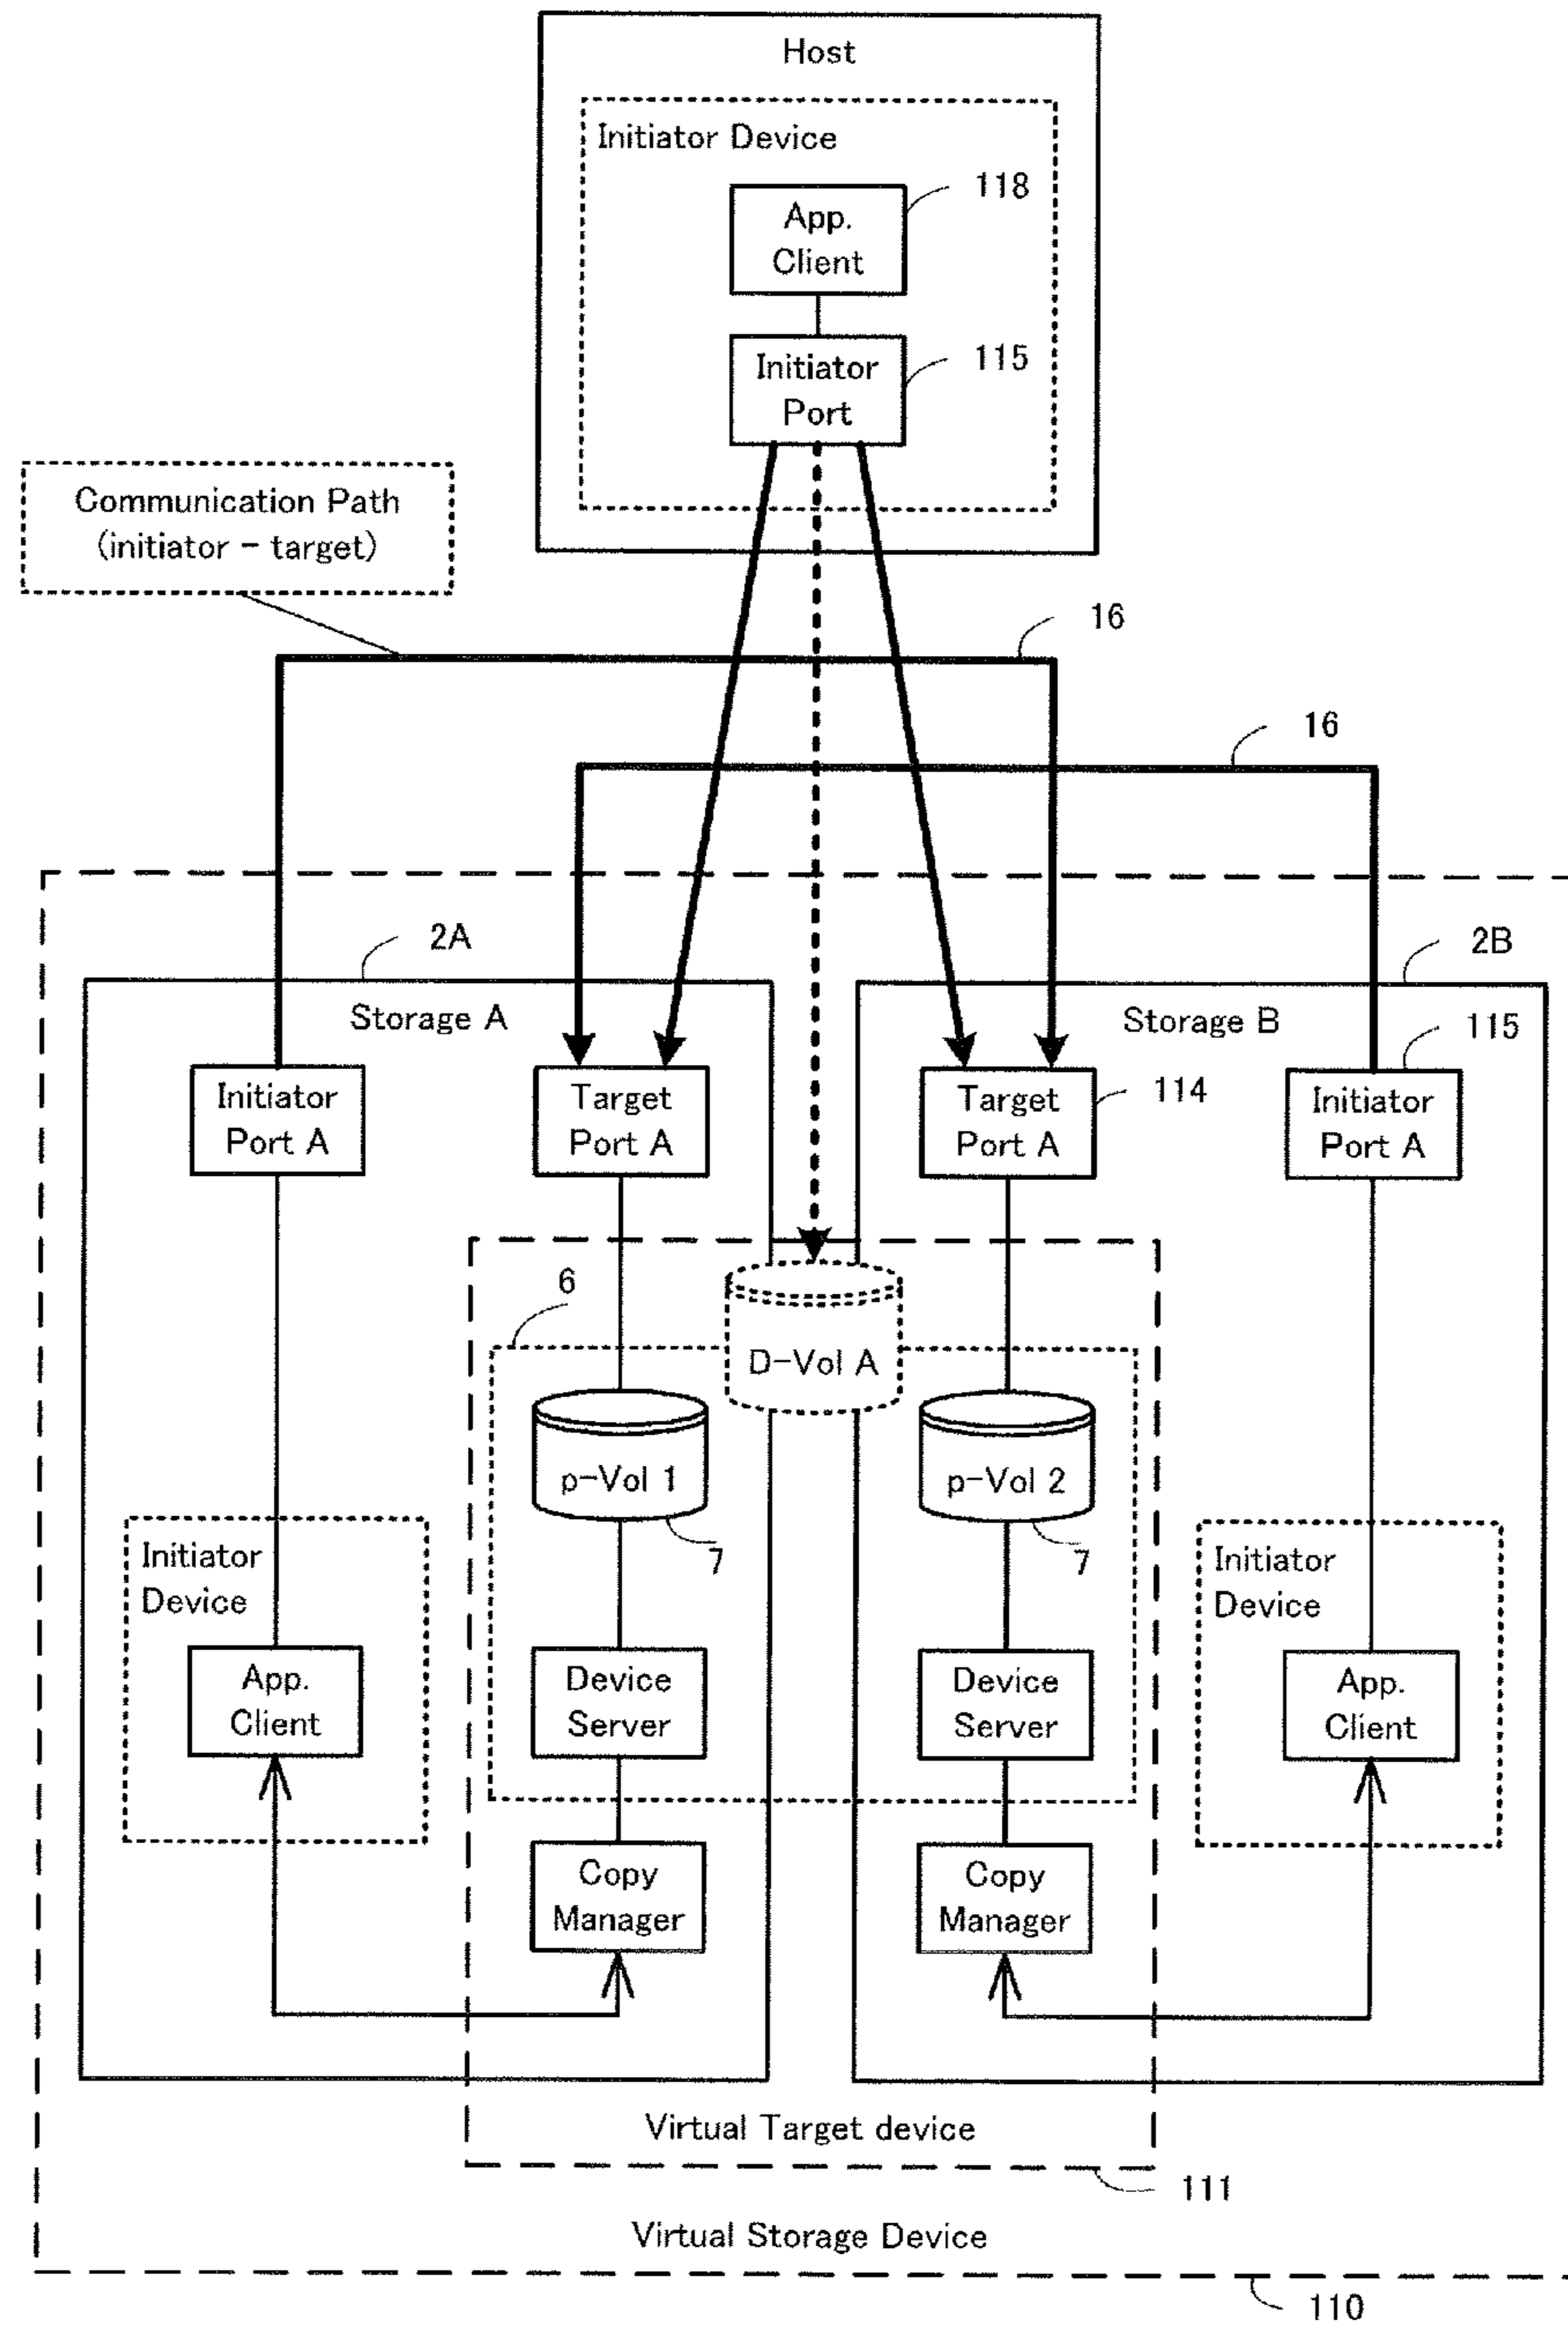 Host
Initiator Device
118
App.
Client
115
Initiator
Port
Communication Path
(initiator – target)
16
16
2A
2B
Storage A
Storage B
115
Initiator
Port A
Target
Port A
Target
Port A
114
Initiator
Port A
6
D-Vol A
p-Vol 1
p-Vol 2
7
7
Initiator
Device
Initiator
Device
App.
Client
Device
Server
Device
Server
App.
Client
Copy
Manager
Copy
Manager
Virtual Target device
111
Virtual Storage Device
110